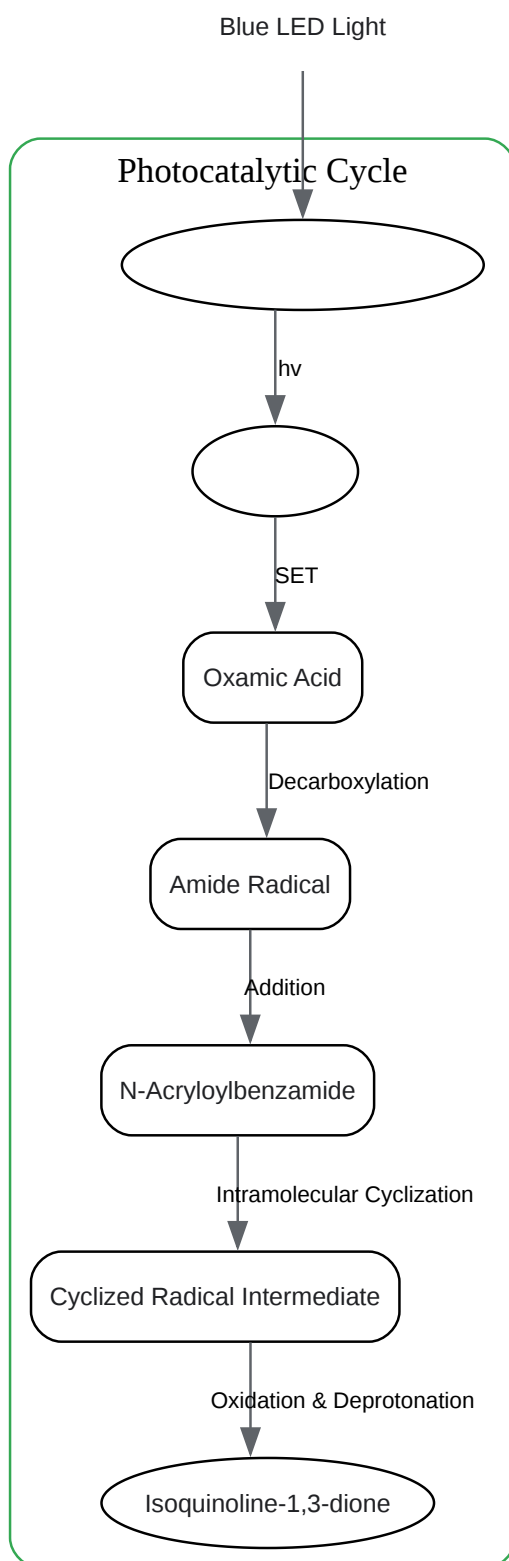 Blue LED Light
Photocatalytic Cycle
hv
SET
Oxamic Acid
Decarboxylation
Amide Radical
Addition
N-Acryloylbenzamide
Intramolecular Cyclization
Cyclized Radical Intermediate
Oxidation & Deprotonation
Isoquinoline-1,3-dione